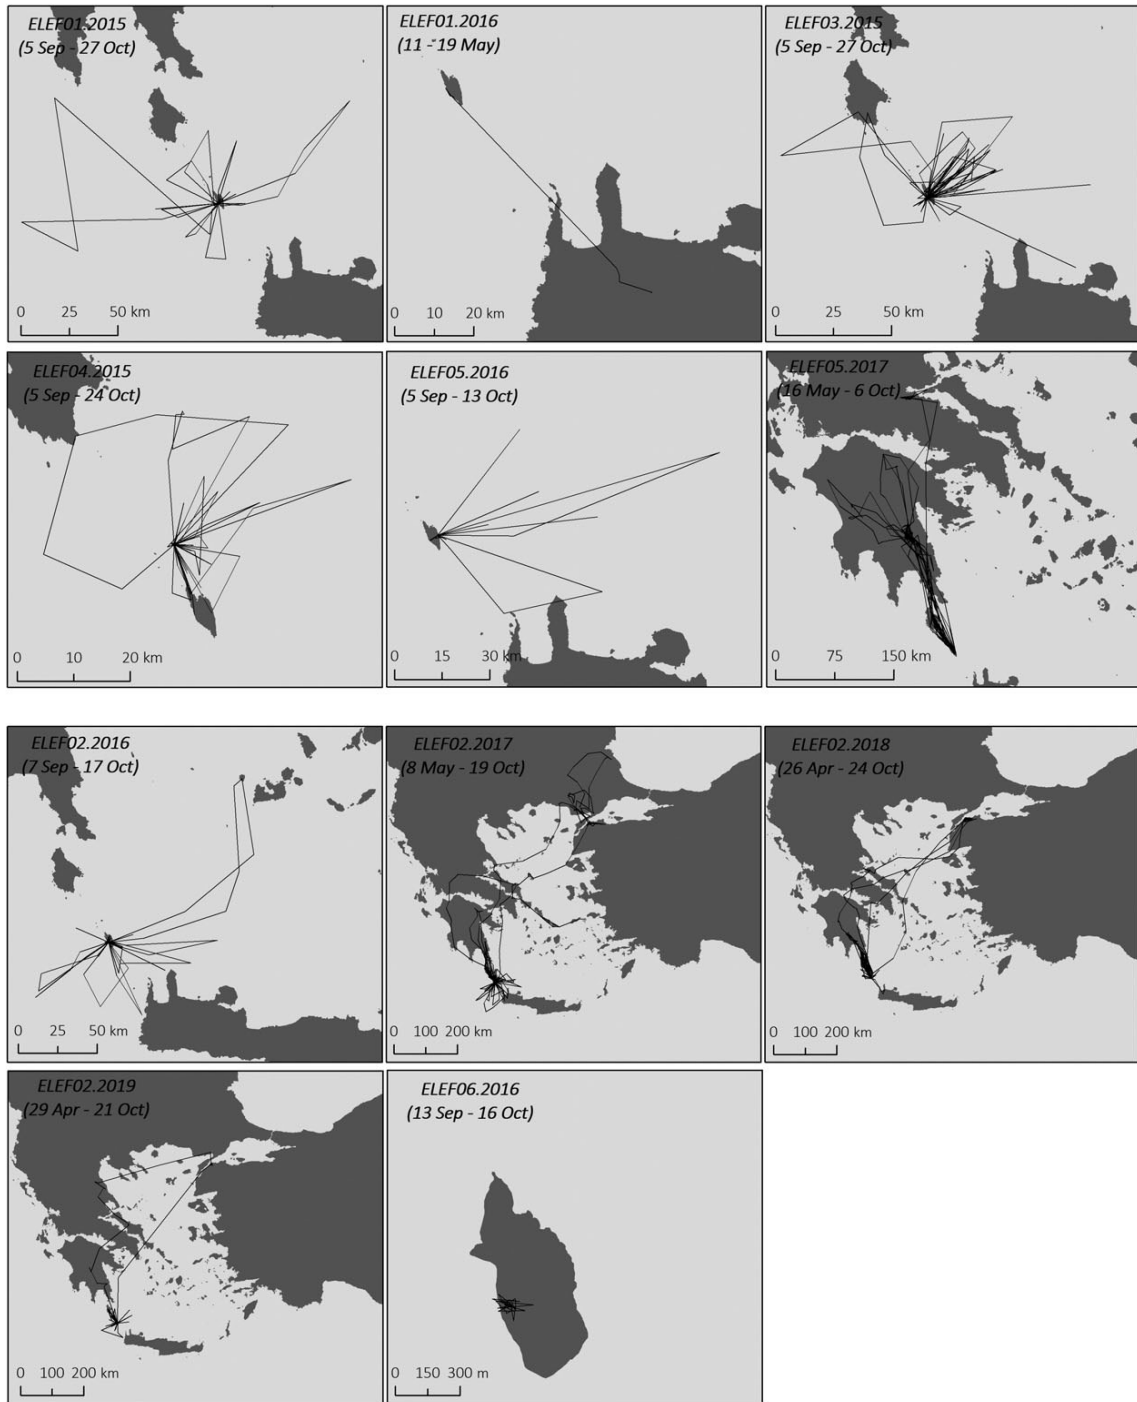 ELEF01.2015
(5 Sep - 27 Oct)
0 25 50 km
ELEF01.2016
(11 - 19 May)
0 10 20 km
ELEF03.2015
(5 Sep - 27 Oct)
0 25 50 km
ELEF04.2015
(5 Sep - 24 Oct)
0 10 20 km
ELEF05.2016
(5 Sep - 13 Oct)
0 15 30 km
ELEF05.2017
(16 May - 6 Oct)
0 75 150 km
ELEF02.2016
(7 Sep - 17 Oct)
0 25 50 km
ELEF02.2017
(8 May - 19 Oct)
0 100 200 km
ELEF02.2018
(26 Apr - 24 Oct)
0 100 200 km
ELEF02.2019
(29 Apr - 21 Oct)
0 100 200 km
ELEF06.2016
(13 Sep - 16 Oct)
0 150 300 m